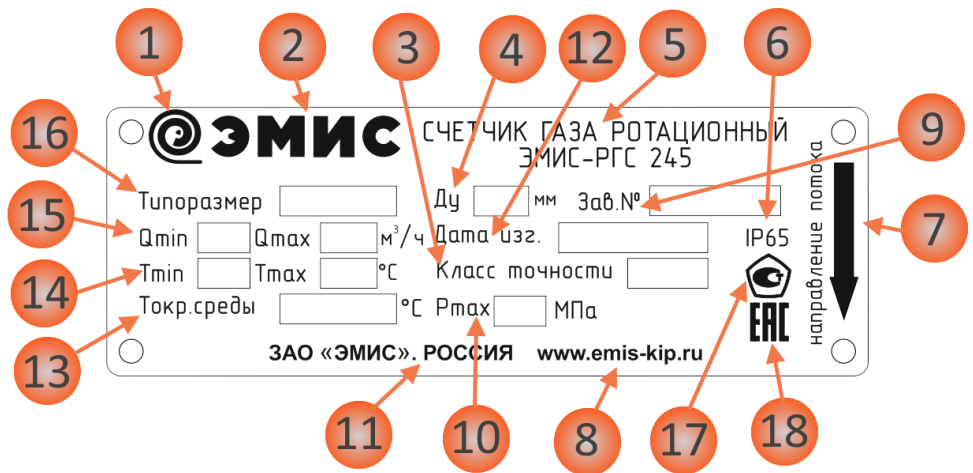 1 2 3 4 12 5 6
16 ЭМИС СЧЕТЧИК ГАЗА РОТАЦИОННЫЙ
ЭМИС-РГС 245 9
Типоразмер Ду мм Зав.№
15 Qmin Qmax м³/ч Дата изг. IP65 направление потока 7
14 Tmin Tmax °C Класс точности
13 Токр.среды °C Pmax МПа EAC
ЗАО «ЭМИС». РОССИЯ www.emis-kip.ru
11 10 8 17 18